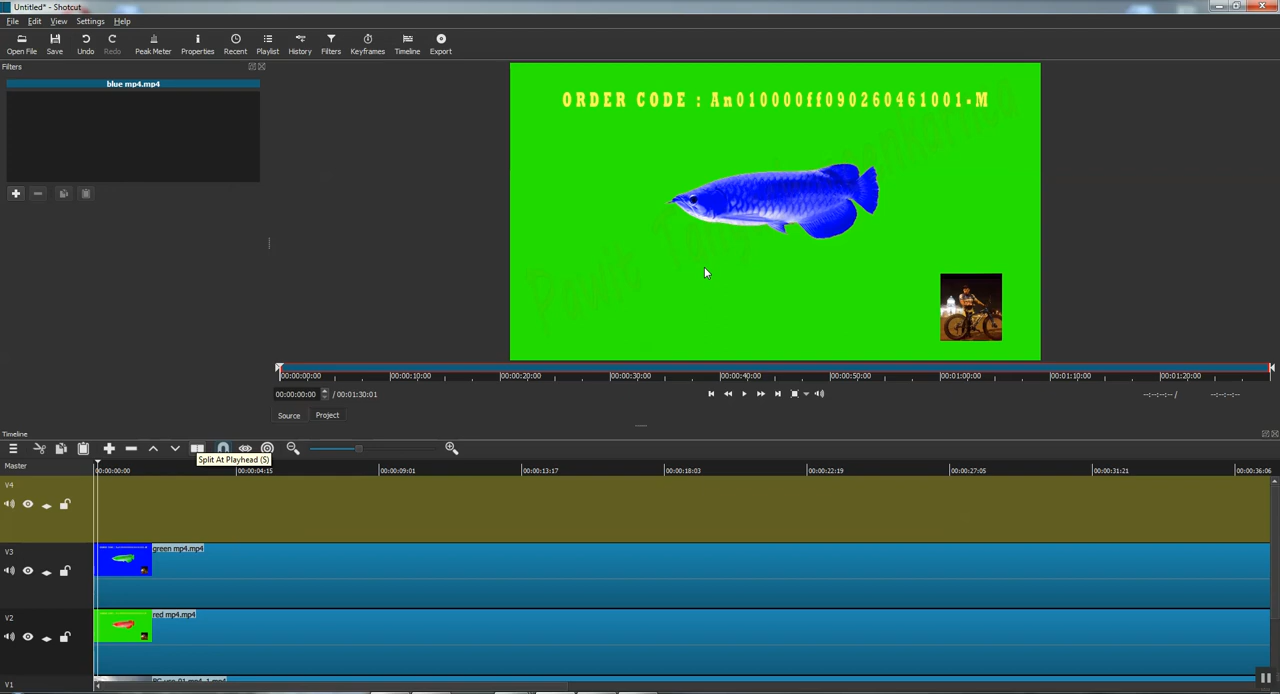 Untitled* - Shotcut
File Edit View Settings Help
Open File Save Undo Redo Peak Meter Properties Recent Playlist History Filters Keyframes Timeline Export
Filters
blue mp4.mp4
ORDER CODE : An010000ff090260461001-M
00:00:00:00 00:00:10:00 00:00:20:00 00:00:30:00 00:00:40:00 00:00:50:00 00:01:00:00 00:01:10:00 00:01:20:00
00:00:00:00 / 00:01:30:01 --:--:--:-- / --:--:--:--
Source Project
Timeline
Split At Playhead (S)
Master 00:00:00:00 00:00:04:15 00:00:09:01 00:00:13:17 00:00:18:03 00:00:22:19 00:00:27:05 00:00:31:21 00:00:36:06
V4
V3 green mp4.mp4
V2 red mp4.mp4
V1